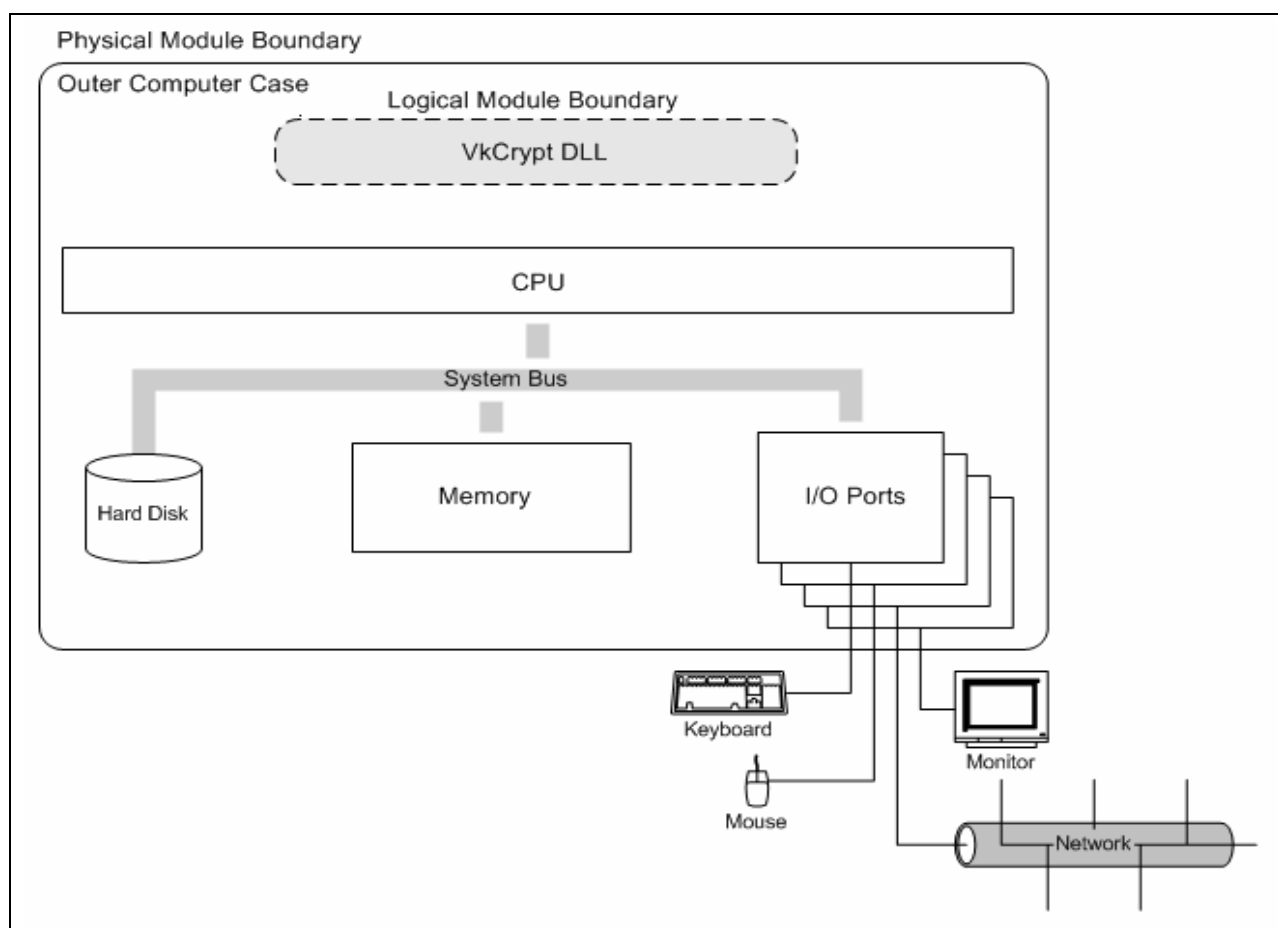 Physical Module Boundary
Outer Computer Case
Logical Module Boundary
VkCrypt DLL
CPU
System Bus
Hard Disk
Memory
I/O Ports
Keyboard
Monitor
Mouse
Network